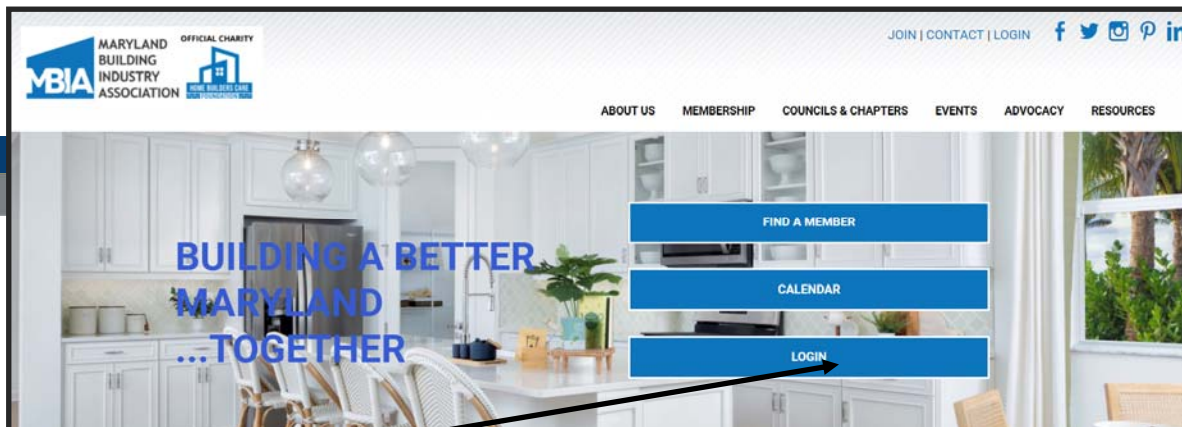 MBIA
MARYLAND
BUILDING
INDUSTRY
ASSOCIATION
OFFICIAL CHARITY
HOME BUILDERS CARE
FOUNDATION
JOIN | CONTACT | LOGIN
ABOUT US MEMBERSHIP COUNCILS & CHAPTERS EVENTS ADVOCACY RESOURCES
BUILDING A BETTER
MARYLAND
...TOGETHER
FIND A MEMBER
CALENDAR
LOGIN